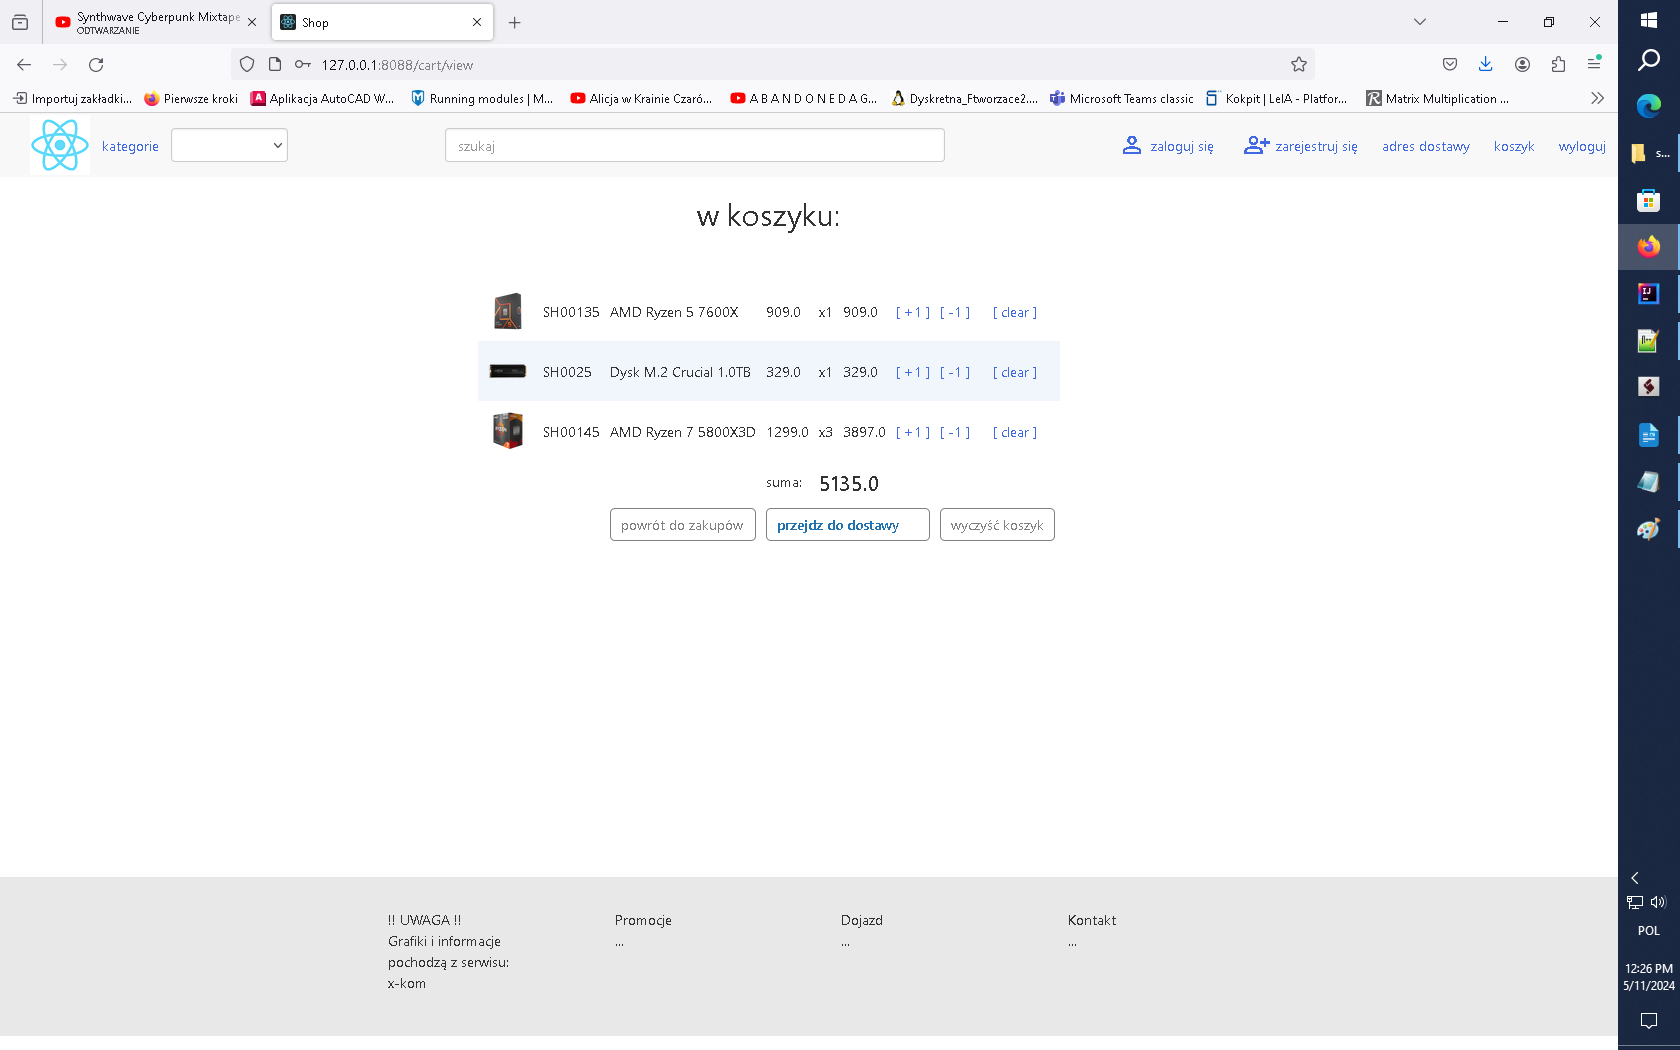 Synthwave Cyberpunk Mixtape
ODTWARZANIE
Shop
127.0.0.1:8088/cart/view
Importuj zakładki...
Pierwsze kroki
Aplikacja AutoCAD W...
Running modules | M...
Alicja w Krainie Czaró...
A B A N D O N E D A G...
Dyskretna_Ftworzace2....
Microsoft Teams classic
Kokpit | LeIA - Platfor...
Matrix Multiplication ...
kategorie
szukaj
zaloguj się
zarejestruj się
adres dostawy
koszyk
wyloguj
s...
w koszyku:
SH00135 AMD Ryzen 5 7600X 909.0 x1 909.0 [ +1 ] [ -1 ] [ clear ]
SH0025 Dysk M.2 Crucial 1.0TB 329.0 x1 329.0 [ +1 ] [ -1 ] [ clear ]
SH00145 AMD Ryzen 7 5800X3D 1299.0 x3 3897.0 [ +1 ] [ -1 ] [ clear ]
suma: 5135.0
powrót do zakupów
przejdz do dostawy
wyczyść koszyk
!! UWAGA !!
Grafiki i informacje
pochodzą z serwisu:
x-kom
Promocje
...
Dojazd
...
Kontakt
...
POL
12:26 PM
5/11/2024